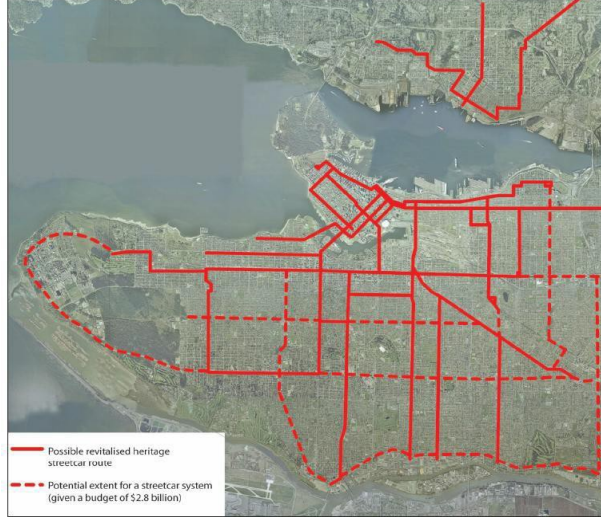 Possible revitalised heritage
streetcar route
Potential extent for a streetcar system
(given a budget of $2.8 billion)